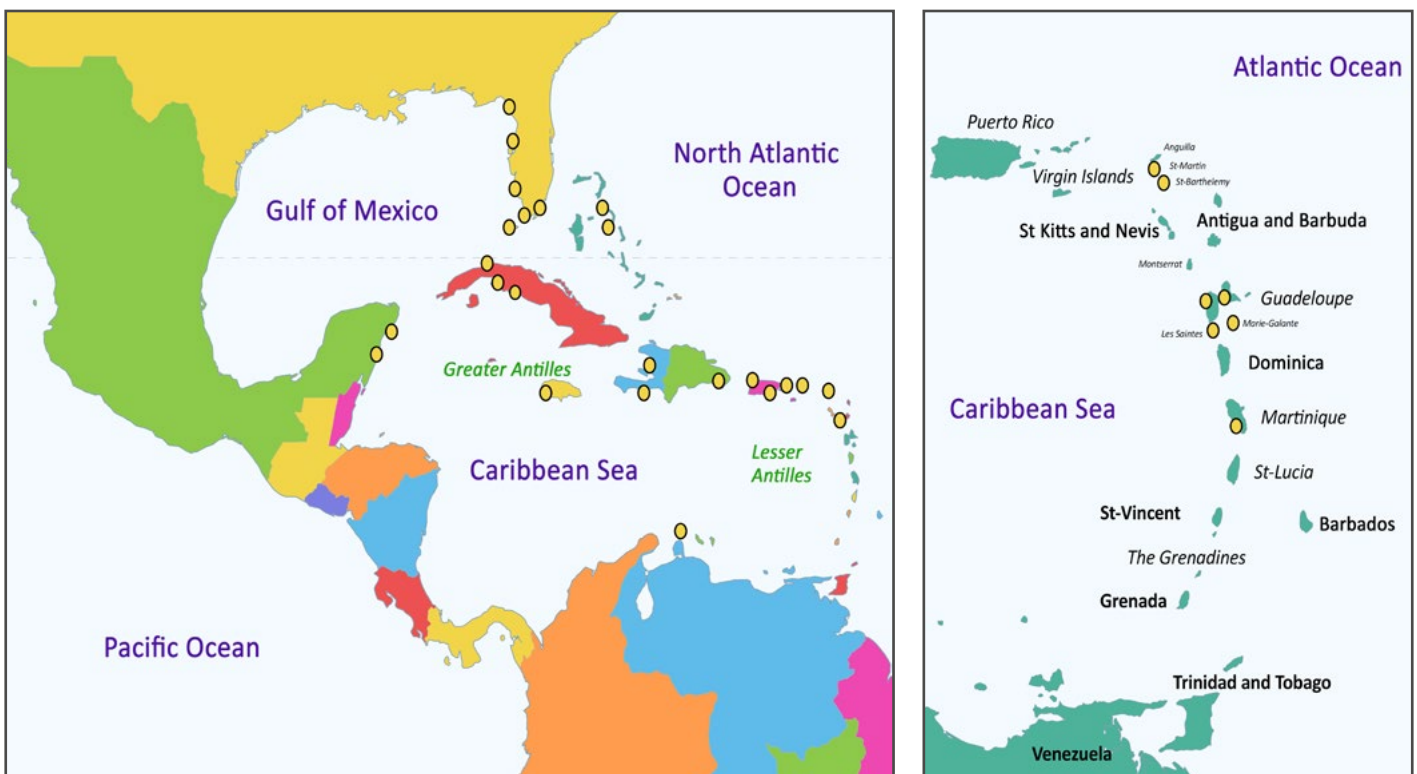 North Atlantic
Ocean
Gulf of Mexico
Greater Antilles
Caribbean Sea
Lesser
Antilles
Pacific Ocean
Atlantic Ocean
Puerto Rico
Anguilla
St-Martin
Virgin Islands
St-Barthelemy
St Kitts and Nevis
Antigua and Barbuda
Montserrat
Guadeloupe
Marie-Galante
Les Saintes
Dominica
Caribbean Sea
Martinique
St-Lucia
St-Vincent
Barbados
The Grenadines
Grenada
Trinidad and Tobago
Venezuela